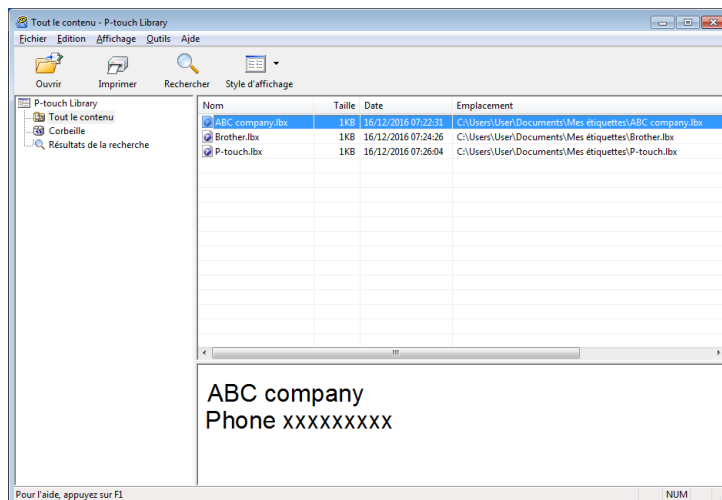 Tout le contenu - P-touch Library
Fichier Edition Affichage Outils Aide
Ouvrir Imprimer Rechercher Style d'affichage
P-touch Library
Tout le contenu
Corbeille
Résultats de la recherche
Nom Taille Date Emplacement
ABC company.lbx 1KB 16/12/2016 07:22:31 C:\Users\User\Documents\Mes étiquettes\ABC company.lbx
Brother.lbx 1KB 16/12/2016 07:24:26 C:\Users\User\Documents\Mes étiquettes\Brother.lbx
P-touch.lbx 1KB 16/12/2016 07:26:04 C:\Users\User\Documents\Mes étiquettes\P-touch.lbx
ABC company
Phone xxxxxxxxx
Pour l'aide, appuyez sur F1 NUM